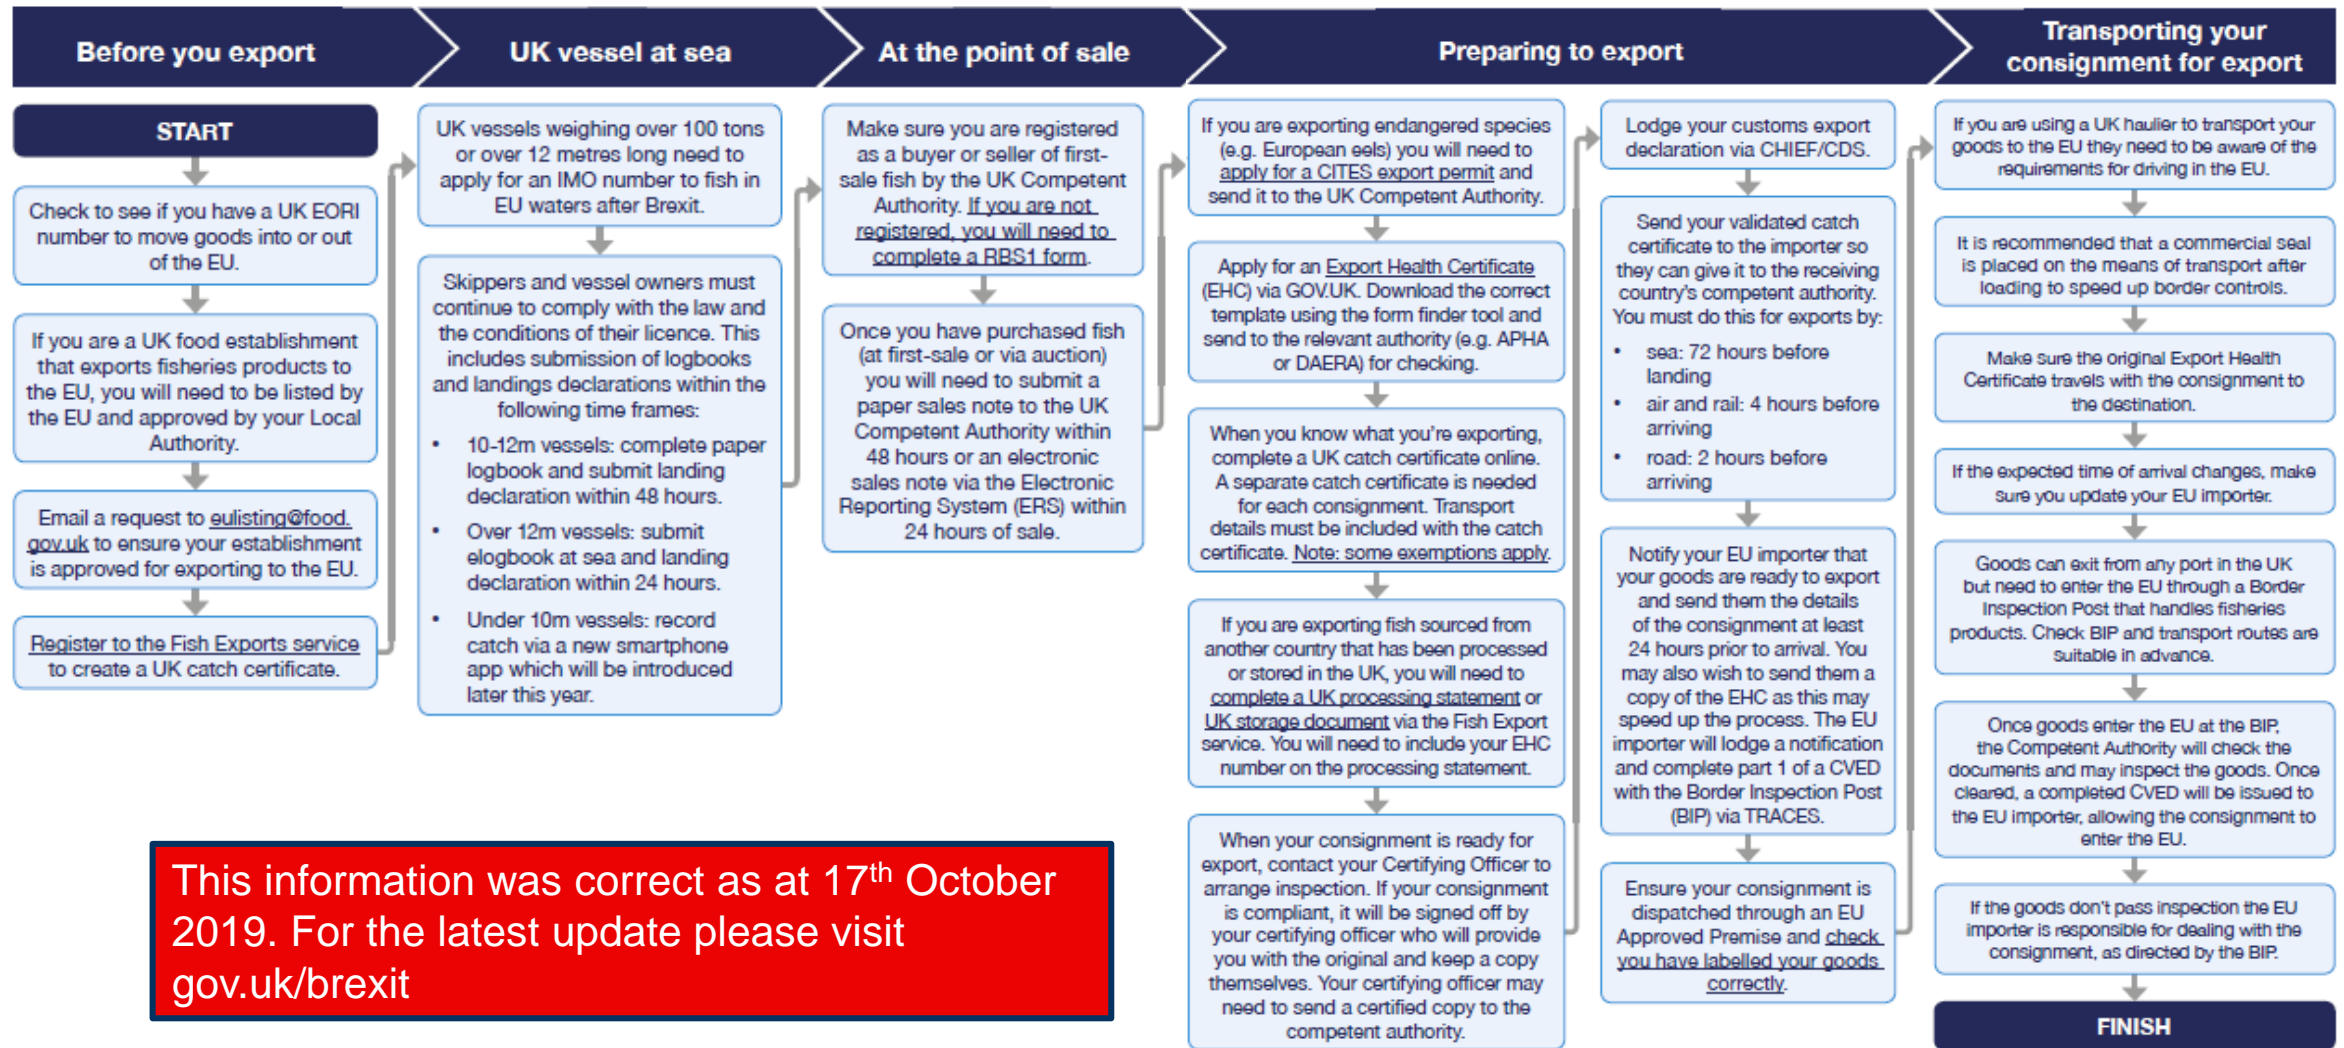 Before you export
UK vessel at sea
At the point of sale
Preparing to export
Transporting your
consignment for export
START
Check to see if you have a UK EORI
number to move goods into or out
of the EU.
If you are a UK food establishment
that exports fisheries products to
the EU, you will need to be listed by
the EU and approved by your Local
Authority.
Email a request to eulisting@food.
gov.uk to ensure your establishment
is approved for exporting to the EU.
Register to the Fish Exports service
to create a UK catch certificate.
UK vessels weighing over 100 tons
or over 12 metres long need to
apply for an IMO number to fish in
EU waters after Brexit.
Skippers and vessel owners must
continue to comply with the law and
the conditions of their licence. This
includes submission of logbooks
and landings declarations within the
following time frames:
• 10-12m vessels: complete paper
logbook and submit landing
declaration within 48 hours.
• Over 12m vessels: submit
elogbook at sea and landing
declaration within 24 hours.
• Under 10m vessels: record
catch via a new smartphone
app which will be introduced
later this year.
Make sure you are registered
as a buyer or seller of first-
sale fish by the UK Competent
Authority. If you are not
registered, you will need to
complete a RBS1 form.
Once you have purchased fish
(at first-sale or via auction)
you will need to submit a
paper sales note to the UK
Competent Authority within
48 hours or an electronic
sales note via the Electronic
Reporting System (ERS) within
24 hours of sale.
If you are exporting endangered species
(e.g. European eels) you will need to
apply for a CITES export permit and
send it to the UK Competent Authority.
Apply for an Export Health Certificate
(EHC) via GOV.UK. Download the correct
template using the form finder tool and
send to the relevant authority (e.g. APHA
or DAERA) for checking.
When you know what you're exporting,
complete a UK catch certificate online.
A separate catch certificate is needed
for each consignment. Transport
details must be included with the catch
certificate. Note: some exemptions apply.
If you are exporting fish sourced from
another country that has been processed
or stored in the UK, you will need to
complete a UK processing statement or
UK storage document via the Fish Export
service. You will need to include your EHC
number on the processing statement.
When your consignment is ready for
export, contact your Certifying Officer to
arrange inspection. If your consignment
is compliant, it will be signed off by
your certifying officer who will provide
you with the original and keep a copy
themselves. Your certifying officer may
need to send a certified copy to the
competent authority.
Lodge your customs export
declaration via CHIEF/CDS.
Send your validated catch
certificate to the importer so
they can give it to the receiving
country's competent authority.
You must do this for exports by:
• sea: 72 hours before
landing
• air and rail: 4 hours before
arriving
• road: 2 hours before
arriving
Notify your EU importer that
your goods are ready to export
and send them the details
of the consignment at least
24 hours prior to arrival. You
may also wish to send them a
copy of the EHC as this may
speed up the process. The EU
importer will lodge a notification
and complete part 1 of a CVED
with the Border Inspection Post
(BIP) via TRACES.
Ensure your consignment is
dispatched through an EU
Approved Premise and check
you have labelled your goods
correctly.
If you are using a UK haulier to transport your
goods to the EU they need to be aware of the
requirements for driving in the EU.
It is recommended that a commercial seal
is placed on the means of transport after
loading to speed up border controls.
Make sure the original Export Health
Certificate travels with the consignment to
the destination.
If the expected time of arrival changes, make
sure you update your EU importer.
Goods can exit from any port in the UK
but need to enter the EU through a Border
Inspection Post that handles fisheries
products. Check BIP and transport routes are
suitable in advance.
Once goods enter the EU at the BIP,
the Competent Authority will check the
documents and may inspect the goods. Once
cleared, a completed CVED will be issued to
the EU importer, allowing the consignment to
enter the EU.
If the goods don't pass inspection the EU
importer is responsible for dealing with the
consignment, as directed by the BIP.
FINISH
This information was correct as at 17th October
2019. For the latest update please visit
gov.uk/brexit